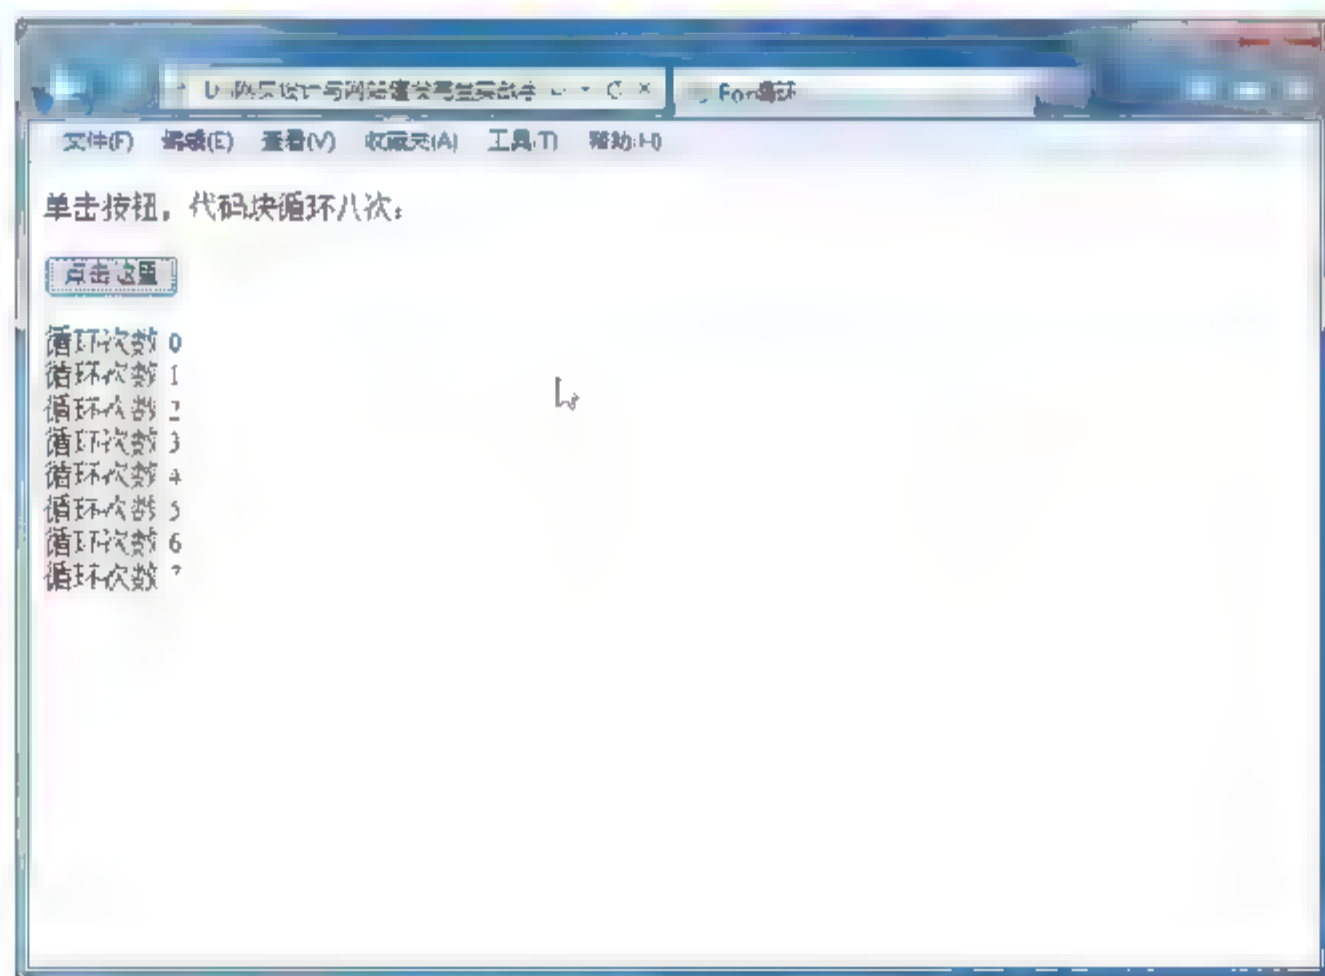 For循环
文件(F) 编辑(E) 查看(V) 收藏夹(A) 工具(T) 帮助(H)
单击按钮，代码块循环八次：
点击这里
循环次数 0
循环次数 1
循环次数 2
循环次数 3
循环次数 4
循环次数 5
循环次数 6
循环次数 7